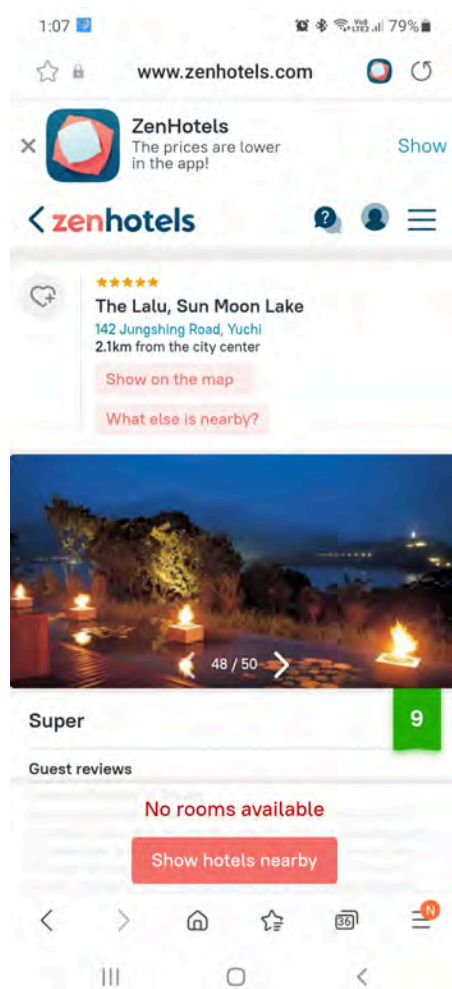 1:07
79%
www.zenhotels.com
ZenHotels
The prices are lower
in the app!
Show
zenhotels
The Lalu, Sun Moon Lake
142 Jungshing Road, Yuchi
2.1km from the city center
Show on the map
What else is nearby?
48 / 50
Super
9
Guest reviews
No rooms available
Show hotels nearby
36
N